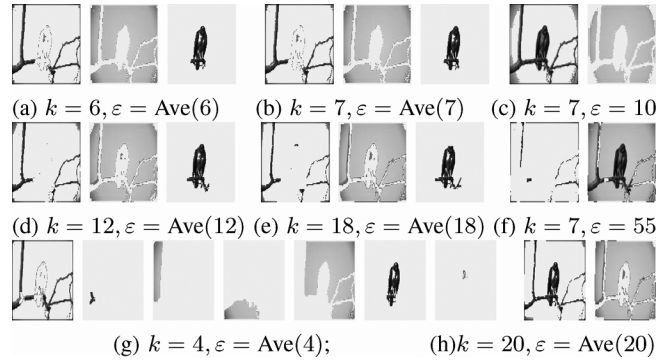 (a) k = 6, ε = Ave(6) (b) k = 7, ε = Ave(7) (c) k = 7, ε = 10
(d) k = 12, ε = Ave(12) (e) k = 18, ε = Ave(18) (f) k = 7, ε = 55
(g) k = 4, ε = Ave(4); (h)k = 20, ε = Ave(20)